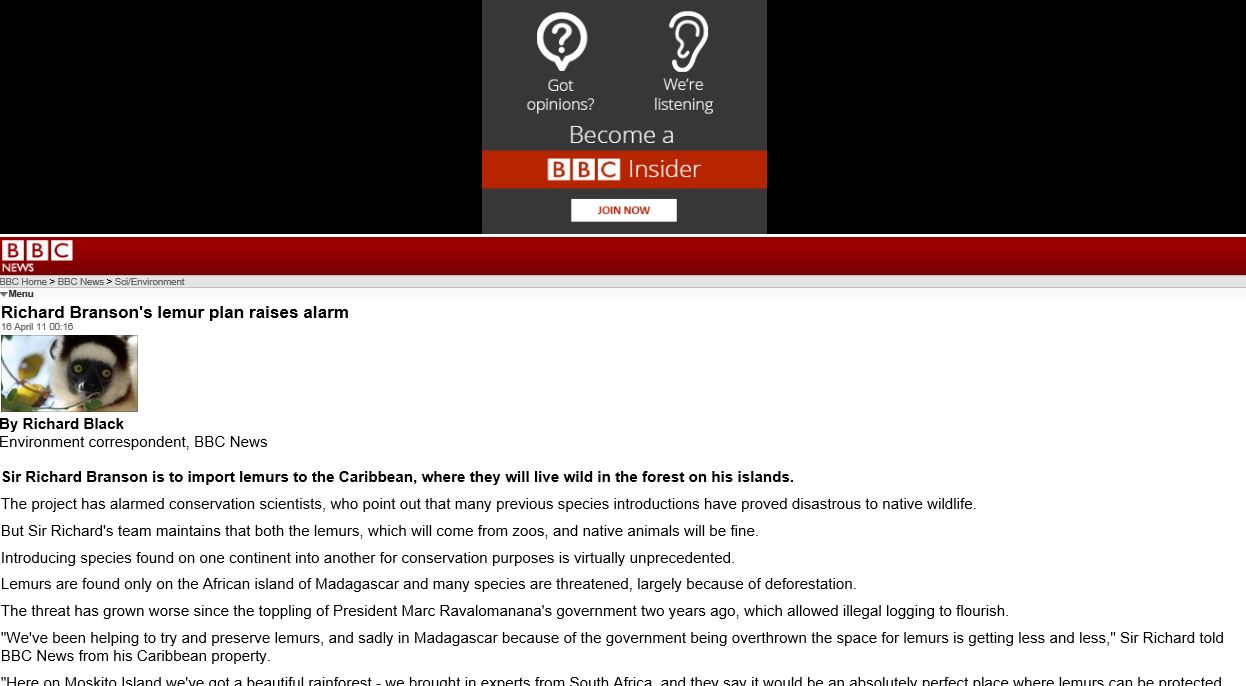 Got
opinions?
We're
listening
Become a
BBC Insider
JOIN NOW
BBC
NEWS
BBC Home > BBC News > Sci/Environment
Menu
Richard Branson's lemur plan raises alarm
16 April 11 00:16
By Richard Black
Environment correspondent, BBC News
Sir Richard Branson is to import lemurs to the Caribbean, where they will live wild in the forest on his islands.
The project has alarmed conservation scientists, who point out that many previous species introductions have proved disastrous to native wildlife.
But Sir Richard's team maintains that both the lemurs, which will come from zoos, and native animals will be fine.
Introducing species found on one continent into another for conservation purposes is virtually unprecedented.
Lemurs are found only on the African island of Madagascar and many species are threatened, largely because of deforestation.
The threat has grown worse since the toppling of President Marc Ravalomanana's government two years ago, which allowed illegal logging to flourish.
"We've been helping to try and preserve lemurs, and sadly in Madagascar because of the government being overthrown the space for lemurs is getting less and less," Sir Richard told
BBC News from his Caribbean property.
"Here on Moskito Island we've got a beautiful rainforest - we brought in experts from South Africa, and they say it would be an absolutely perfect place where lemurs can be protected